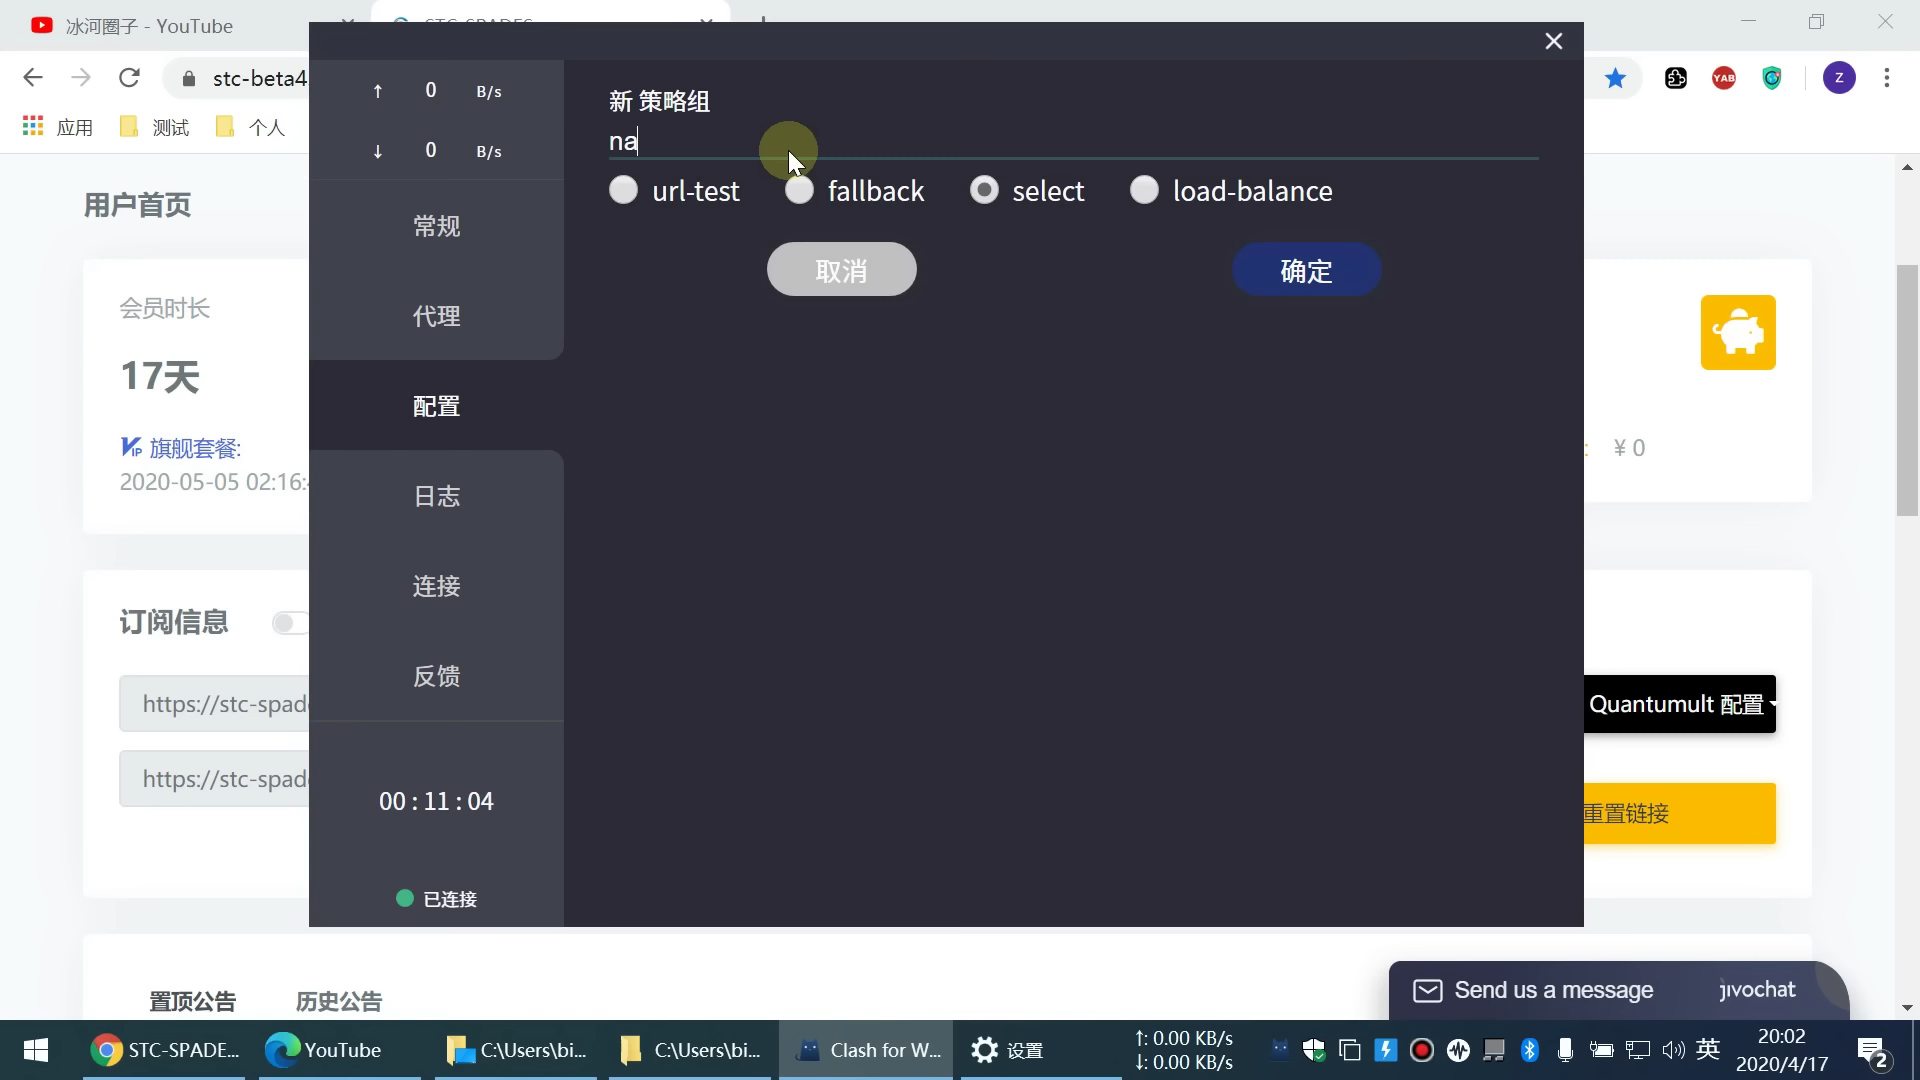 冰河圈子 - YouTube
stc-beta4
YAB
Z
应用
测试
个人
用户首页
会员时长
17天
VIP 旗舰套餐:
2020-05-05 02:16:
¥ 0
订阅信息
https://stc-spade
https://stc-spade
Quantumult 配置
重置链接
置顶公告
历史公告
↑ 0 B/s
↓ 0 B/s
常规
代理
配置
日志
连接
反馈
00 : 11 : 04
已连接
新 策略组
na
url-test
fallback
select
load-balance
取消
确定
Send us a message
jivochat
STC-SPADE...
YouTube
C:\Users\bi...
C:\Users\bi...
Clash for W...
设置
↑: 0.00 KB/s
↓: 0.00 KB/s
英
20:02
2020/4/17
2